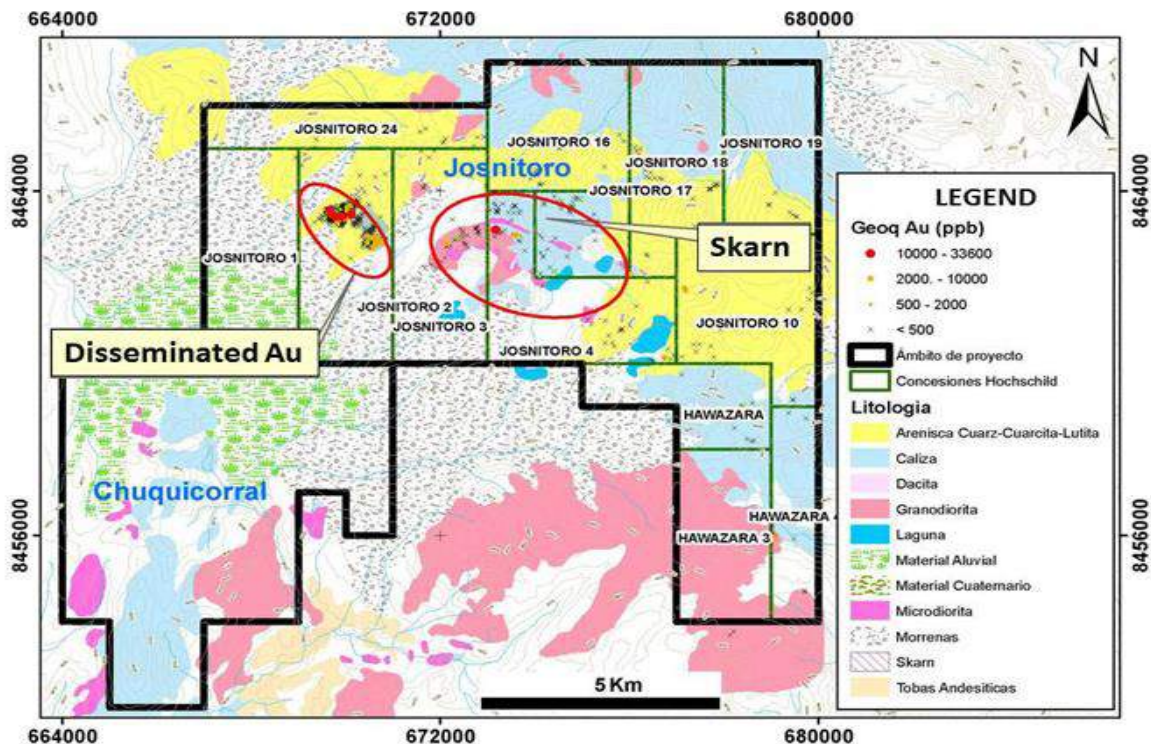 664000
672000
680000
N
JOSNITORO 24
JOSNITORO 16
JOSNITORO 19
JOSNITORO 18
Josnitoro
JOSNITORO 17
8464000
8464000
LEGEND
Geoq Au (ppb)
10000 - 33600
2000. - 10000
500 - 2000
< 500
Ámbito de proyecto
Concesiones Hochschild
Litologia
Arenisca Cuarz-Cuarcita-Lutita
Caliza
Dacita
Granodiorita
Laguna
Material Aluvial
Material Cuaternario
Microdiorita
Morrenas
Skarn
Tobas Andesiticas
Skarn
JOSNITORO 1
JOSNITORO 2
JOSNITORO 3
JOSNITORO 10
Disseminated Au
JOSNITORO 4
HAWAZARA
Chuquicorral
HAWAZARA 4
8456000
HAWAZARA 3
8456000
5 Km
664000
672000
680000